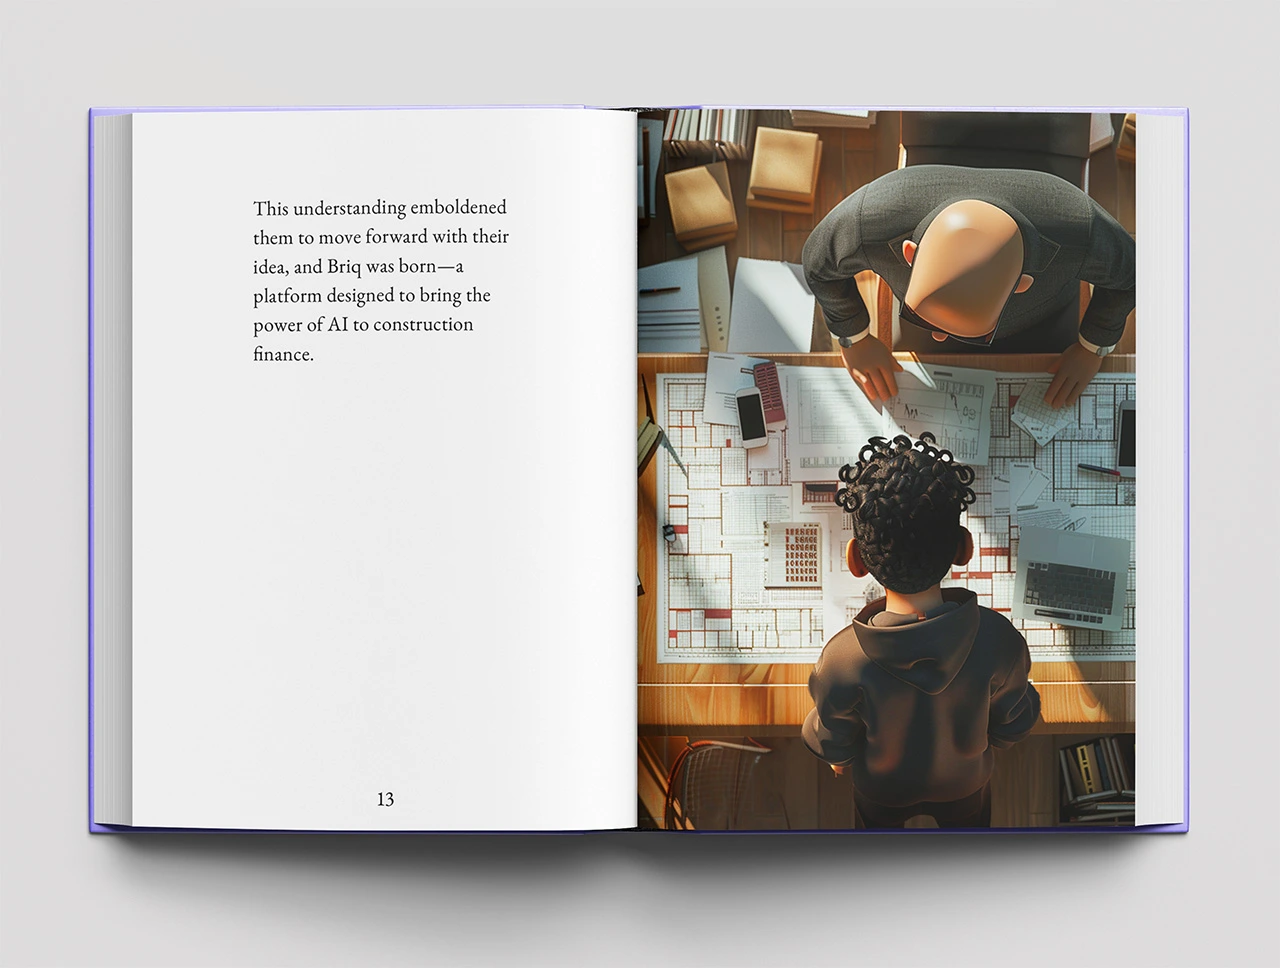 This understanding emboldened
them to move forward with their
idea, and Briq was born—a
platform designed to bring the
power of AI to construction
finance.
13